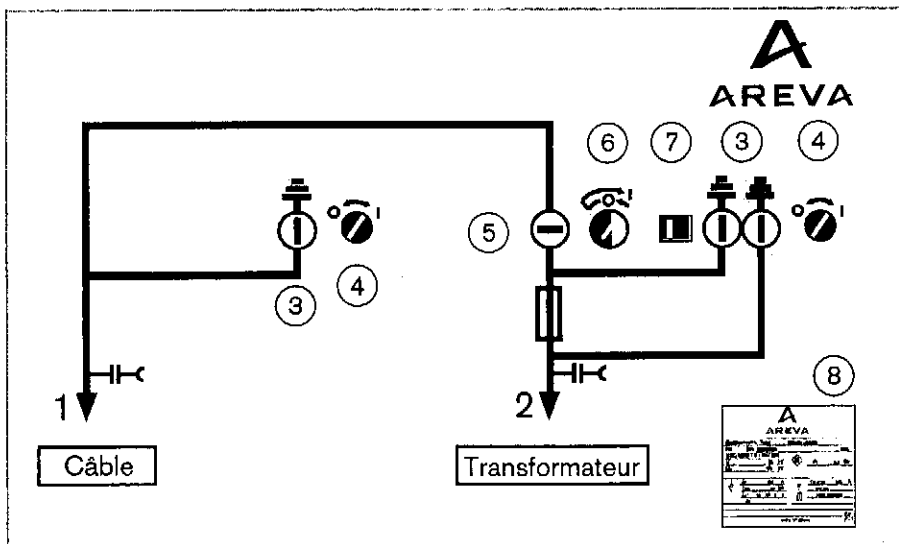 AREVA
6 7 3 4
O I
5
O I
O I
3 4
8
1
2
AREVA
Câble
Transformateur